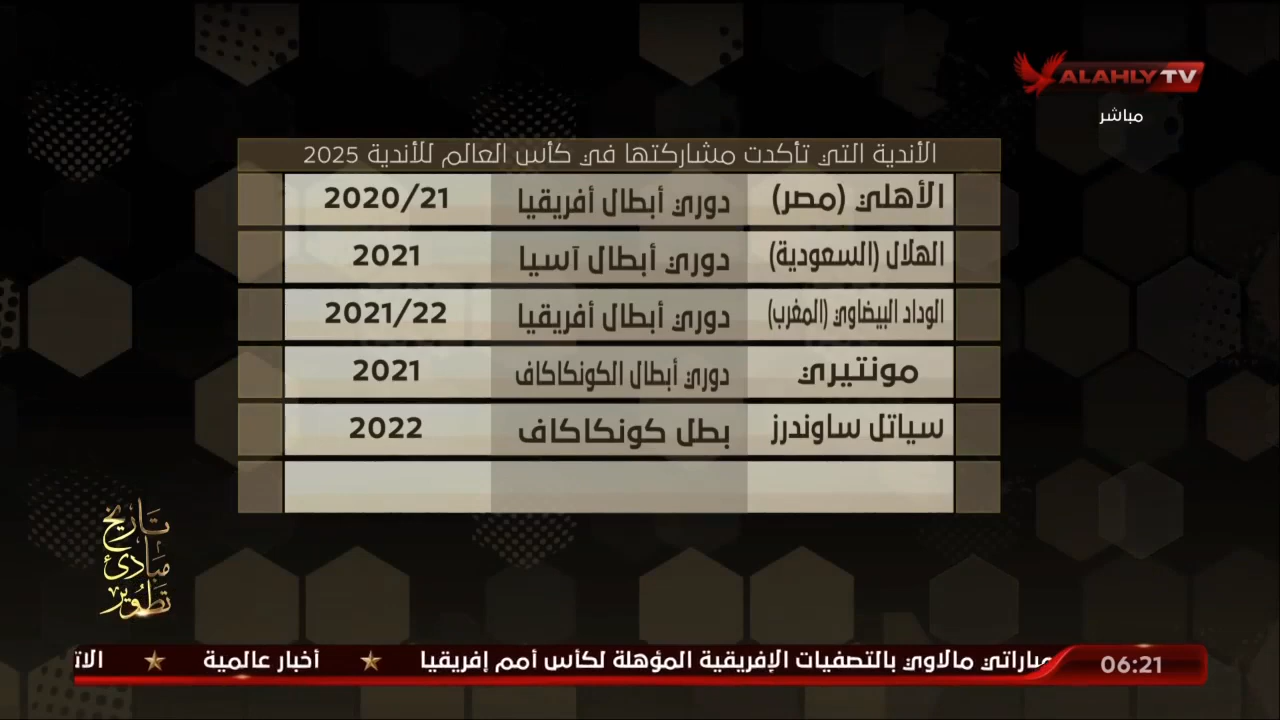 ALAHLY TV
مباشر
الأندية التي تأكدت مشاركتها في كأس العالم للأندية 2025
الأهلي (مصر) دوري أبطال أفريقيا 2020/21
الهلال (السعودية) دوري أبطال آسيا 2021
الوداد البيضاوي (المغرب) دوري أبطال أفريقيا 2021/22
مونتيري دوري أبطال الكونكاكاف 2021
سياتل ساوندرز بطل كونكاكاف 2022
تاريخ
مبادئ
تطوير
06:21 مباراتي مالاوي بالتصفيات الإفريقية المؤهلة لكأس أمم إفريقيا ★ أخبار عالمية ★ الات